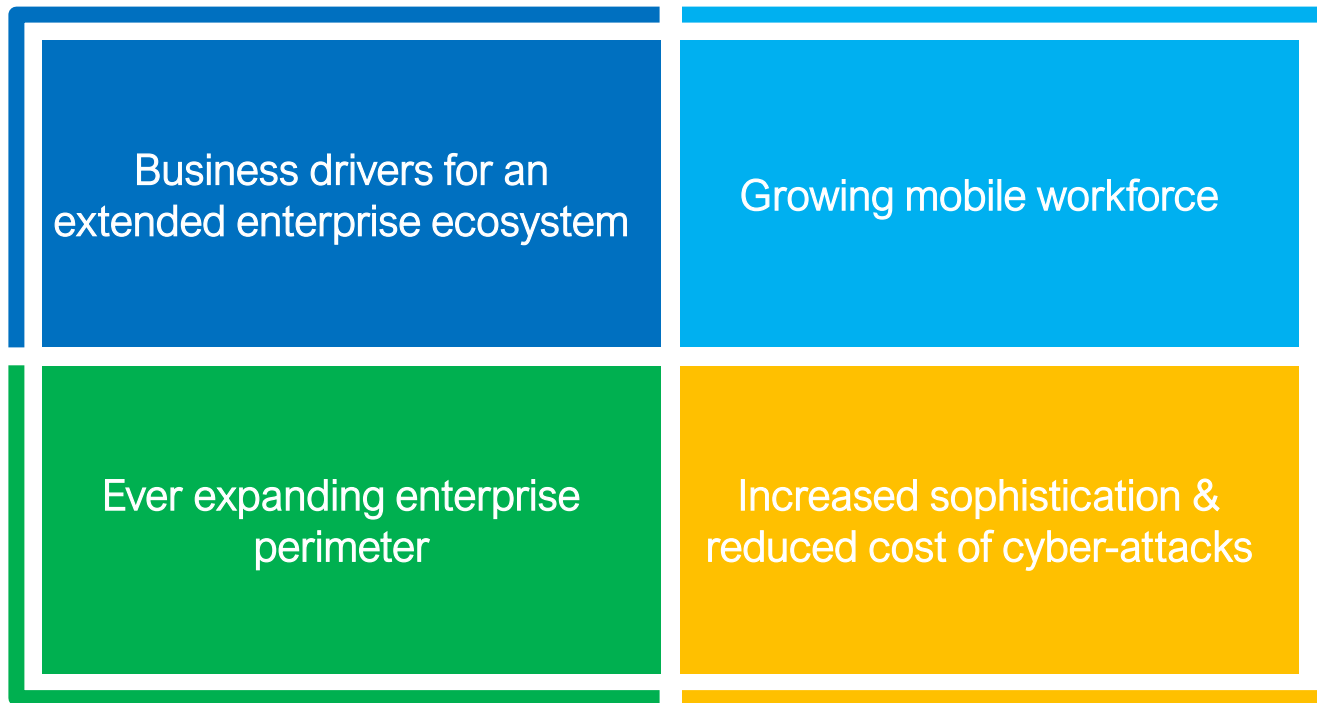 Business drivers for an
extended enterprise ecosystem
Growing mobile workforce
Ever expanding enterprise
perimeter
Increased sophistication &
reduced cost of cyber-attacks